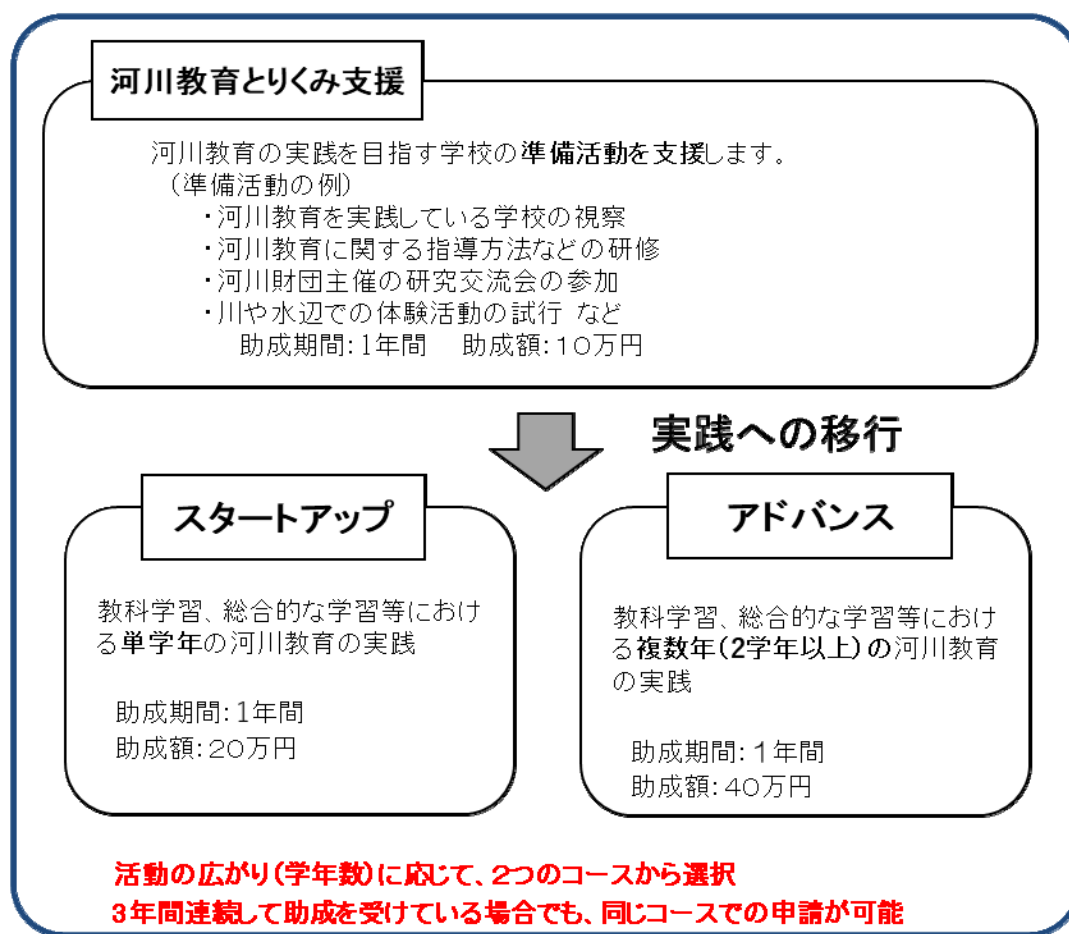 河川教育とりくみ支援
河川教育の実践を目指す学校の準備活動を支援します。
（準備活動の例）
・河川教育を実践している学校の視察
・河川教育に関する指導方法などの研修
・河川財団主催の研究交流会の参加
・川や水辺での体験活動の試行 など
助成期間：1年間　助成額：10万円
実践への移行
スタートアップ
教科学習、総合的な学習等におけ
る単学年の河川教育の実践
助成期間：1年間
助成額：20万円
アドバンス
教科学習、総合的な学習等におけ
る複数年（2学年以上）の河川教育
の実践
助成期間：１年間
助成額：40万円
活動の広がり（学年数）に応じて、2つのコースから選択
3年間連続して助成を受けている場合でも、同じコースでの申請が可能